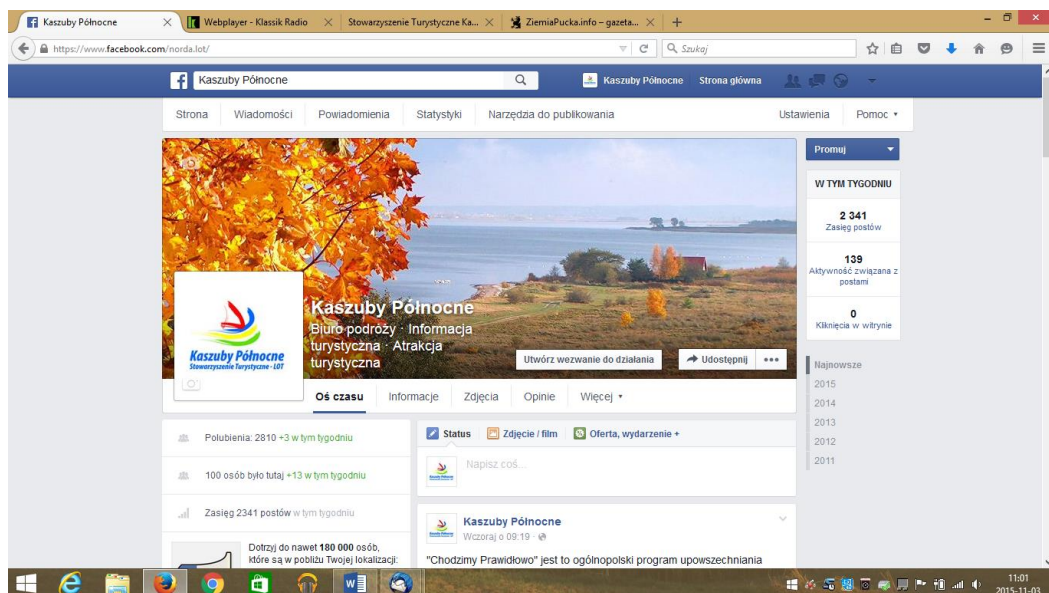 Kaszuby Północne
Webplayer - Klassik Radio
Stowarzyszenie Turystyczne Ka...
ZiemiaPucka.info – gazeta...
https://www.facebook.com/norda.lot/
Szukaj
Kaszuby Północne
Kaszuby Północne
Strona główna
Strona
Wiadomości
Powiadomienia
Statystyki
Narzędzia do publikowania
Ustawienia
Pomoc
Promuj
W TYM TYGODNIU
2 341
Zasięg postów
139
Aktywność związana z
postami
0
Kliknięcia w witrynie
Najnowsze
2015
2014
2013
2012
2011
Kaszuby Północne
Stowarzyszenie Turystyczne - LOT
Kaszuby Północne
Biuro podróży · Informacja
turystyczna · Atrakcja
turystyczna
Utwórz wezwanie do działania
Udostępnij
Oś czasu
Informacje
Zdjęcia
Opinie
Więcej
Polubienia: 2810 +3 w tym tygodniu
100 osób było tutaj +13 w tym tygodniu
Zasięg 2341 postów w tym tygodniu
Dotrzyj do nawet 180 000 osób,
które są w pobliżu Twojej lokalizacji:
Status
Zdjęcie / film
Oferta, wydarzenie +
Napisz coś...
Kaszuby Północne
Wczoraj o 09:19
"Chodzimy Prawidłowo" jest to ogólnopolski program upowszechniania
11:01
2015-11-03